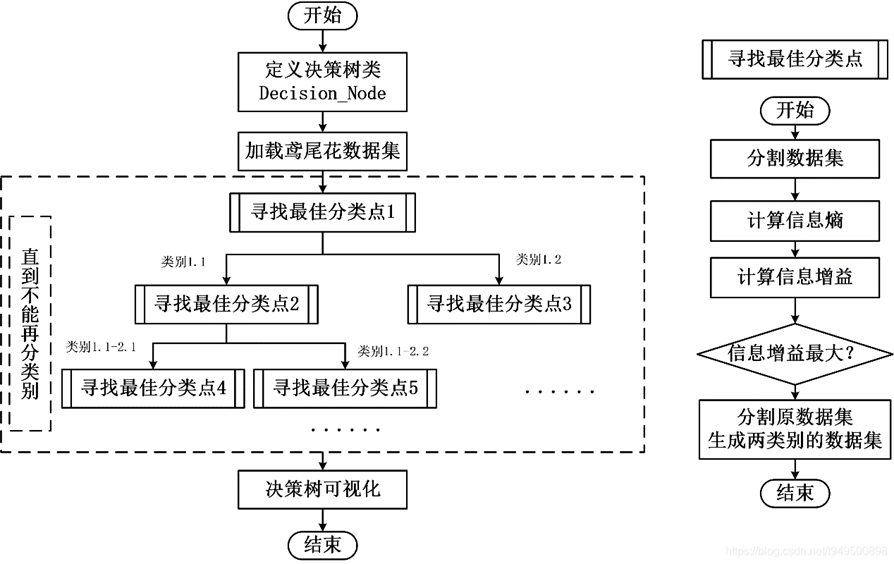 开始
定义决策树类
Decision_Node
加载鸢尾花数据集
寻找最佳分类点1
类别1.1
类别1.2
寻找最佳分类点2
寻找最佳分类点3
类别1.1-2.1
类别1.1-2.2
寻找最佳分类点4
寻找最佳分类点5
······
······
直到不能再分类别
决策树可视化
结束
寻找最佳分类点
开始
分割数据集
计算信息熵
计算信息增益
信息增益最大?
分割原数据集
生成两类别的数据集
结束
https://blog.csdn.net/i949500898